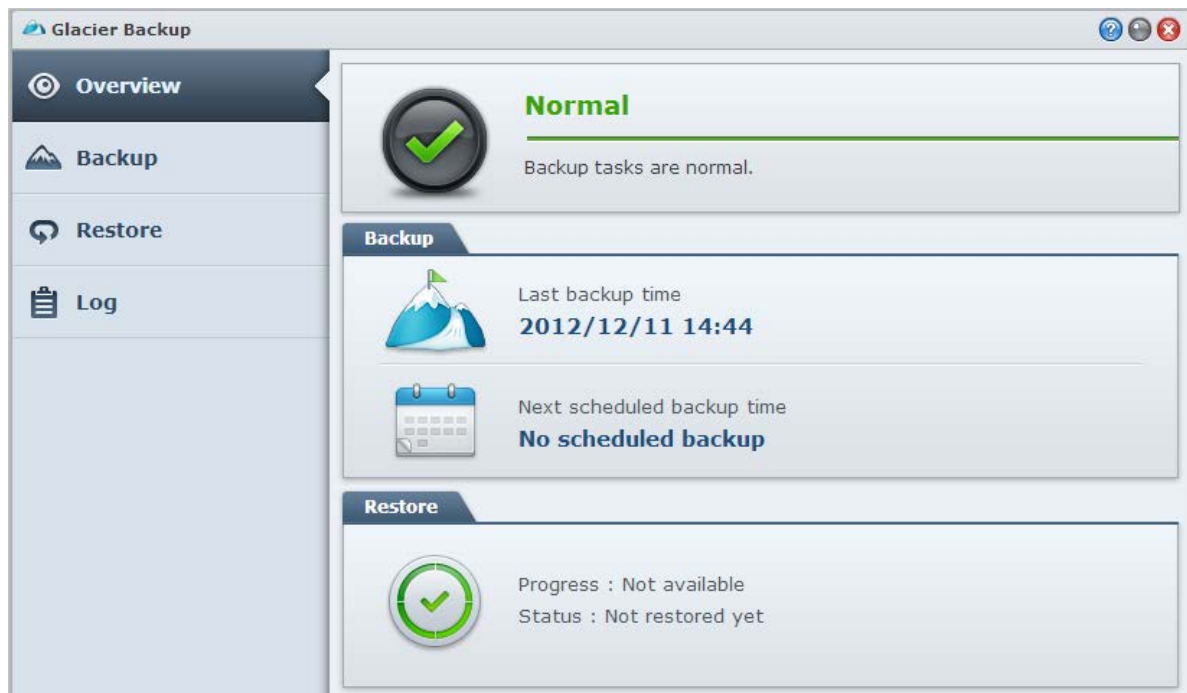 Glacier Backup
Overview
Backup
Restore
Log
Normal
Backup tasks are normal.
Backup
Last backup time
2012/12/11 14:44
Next scheduled backup time
No scheduled backup
Restore
Progress : Not available
Status : Not restored yet